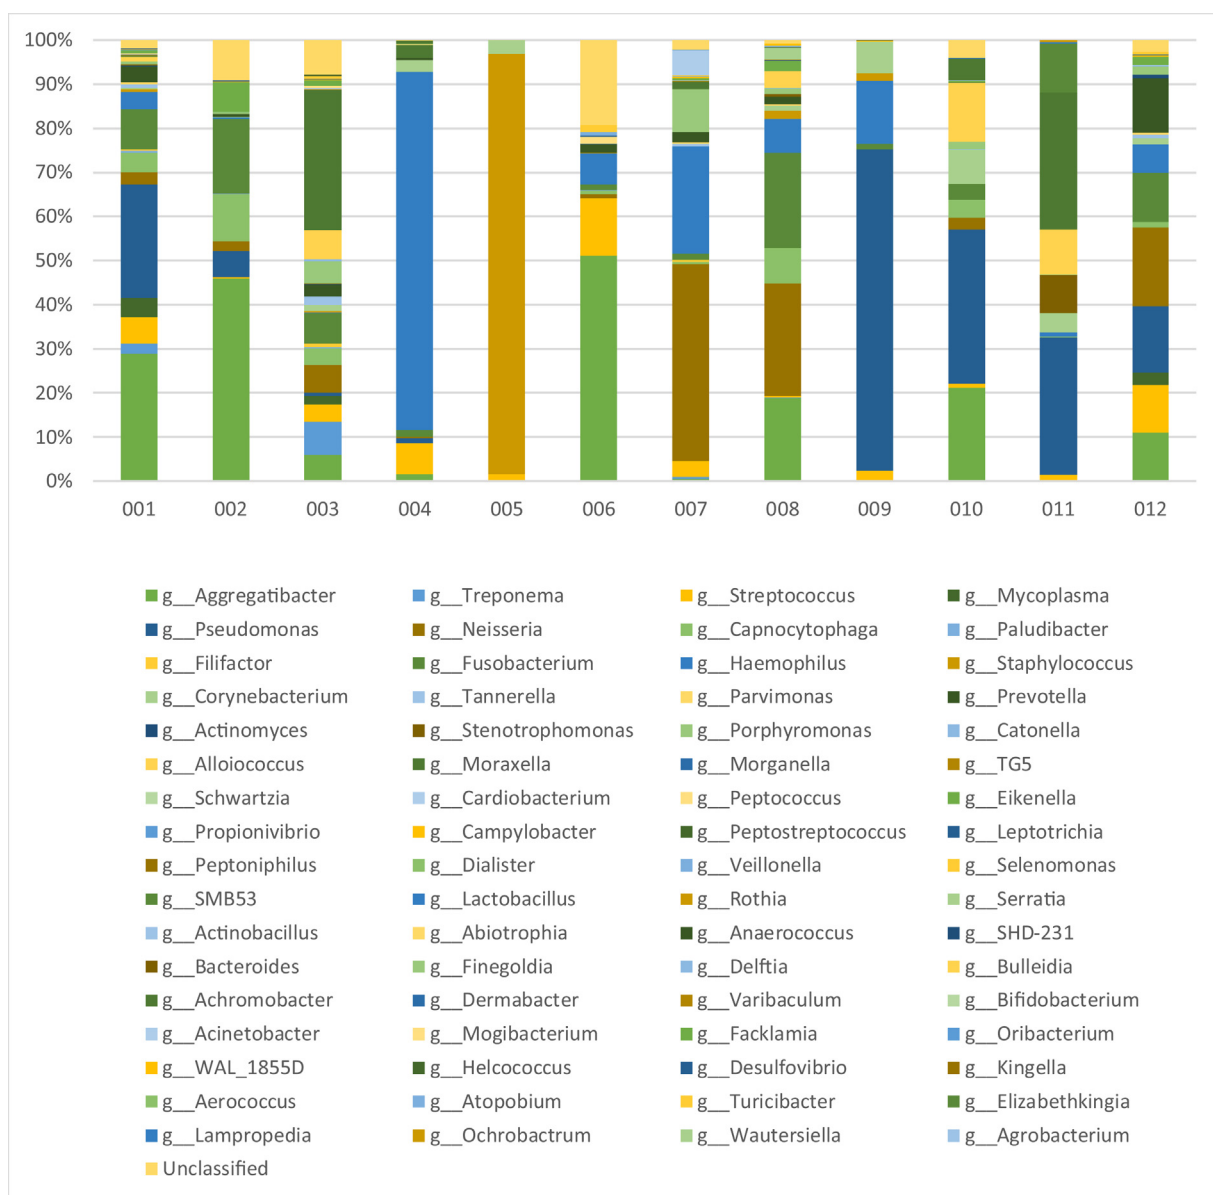 100%
90%
80%
70%
60%
50%
40%
30%
20%
10%
0%
001 002 003 004 005 006 007 008 009 010 011 012
g__Aggregatibacter g__Treponema g__Streptococcus g__Mycoplasma
g__Pseudomonas g__Neisseria g__Capnocytophaga g__Paludibacter
g__Filifactor g__Fusobacterium g__Haemophilus g__Staphylococcus
g__Corynebacterium g__Tannerella g__Parvimonas g__Prevotella
g__Actinomyces g__Stenotrophomonas g__Porphyromonas g__Catonella
g__Alloiococcus g__Moraxella g__Morganella g__TG5
g__Schwartzia g__Cardiobacterium g__Peptococcus g__Eikenella
g__Propionivibrio g__Campylobacter g__Peptostreptococcus g__Leptotrichia
g__Peptoniphilus g__Dialister g__Veillonella g__Selenomonas
g__SMB53 g__Lactobacillus g__Rothia g__Serratia
g__Actinobacillus g__Abiotrophia g__Anaerococcus g__SHD-231
g__Bacteroides g__Finegoldia g__Delftia g__Bulleidia
g__Achromobacter g__Dermabacter g__Varibaculum g__Bifidobacterium
g__Acinetobacter g__Mogibacterium g__Facklamia g__Oribacterium
g__WAL_1855D g__Helcococcus g__Desulfovibrio g__Kingella
g__Aerococcus g__Atopobium g__Turicibacter g__Elizabethkingia
g__Lampropedia g__Ochrobactrum g__Wautersiella g__Agrobacterium
Unclassified